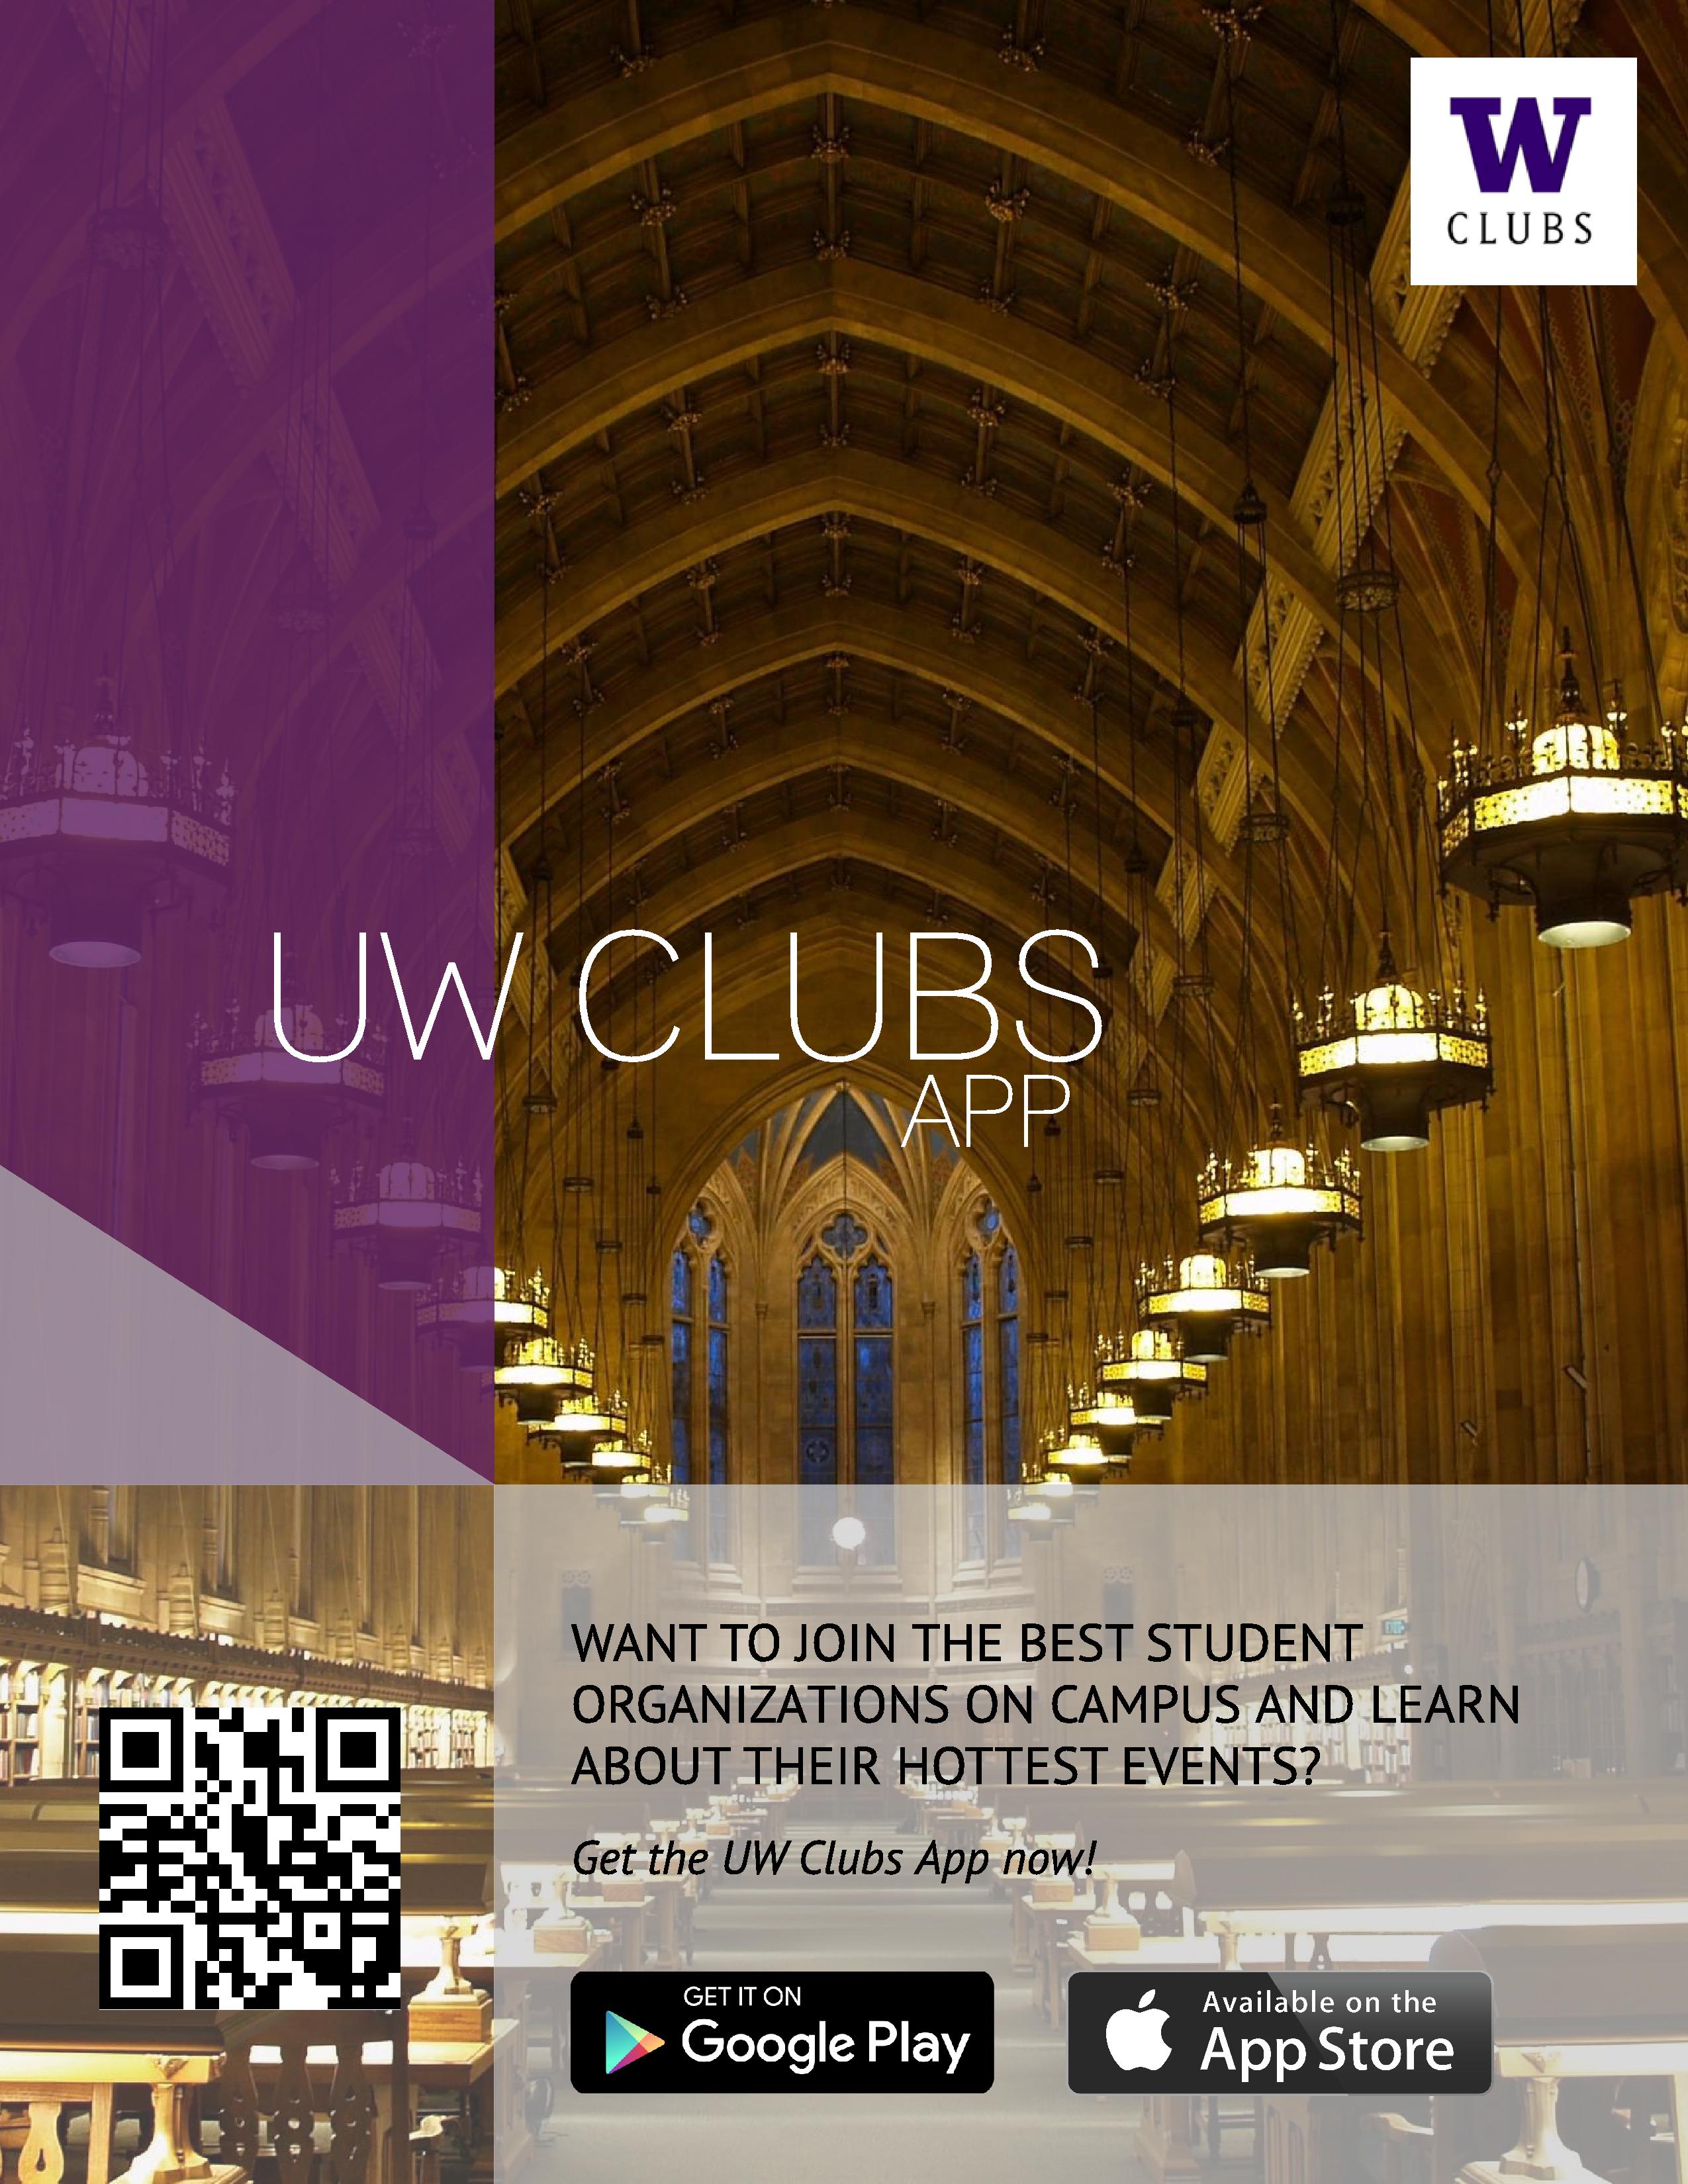 W
CLUBS
UW CLUBS
APP
WANT TO JOIN THE BEST STUDENT
ORGANIZATIONS ON CAMPUS AND LEARN
ABOUT THEIR HOTTEST EVENTS?
Get the UW Clubs App now!
GET IT ON
Google Play
Available on the
App Store